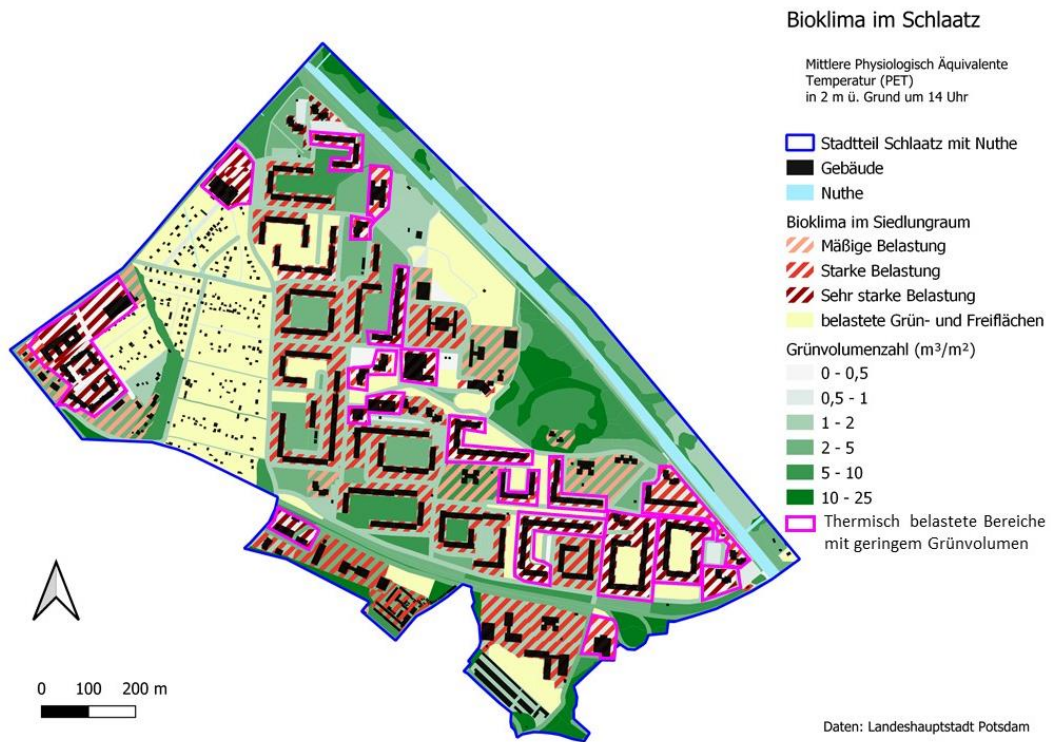 Bioklima im Schlaatz
Mittlere Physiologisch Äquivalente
Temperatur (PET)
in 2 m ü. Grund um 14 Uhr
Stadtteil Schlaatz mit Nuthe
Gebäude
Nuthe
Bioklima im Siedlungraum
Mäßige Belastung
Starke Belastung
Sehr starke Belastung
belastete Grün- und Freiflächen
Grünvolumenzahl (m³/m²)
0 - 0,5
0,5 - 1
1 - 2
2 - 5
5 - 10
10 - 25
Thermisch belastete Bereiche
mit geringem Grünvolumen
0 100 200 m
Daten: Landeshauptstadt Potsdam